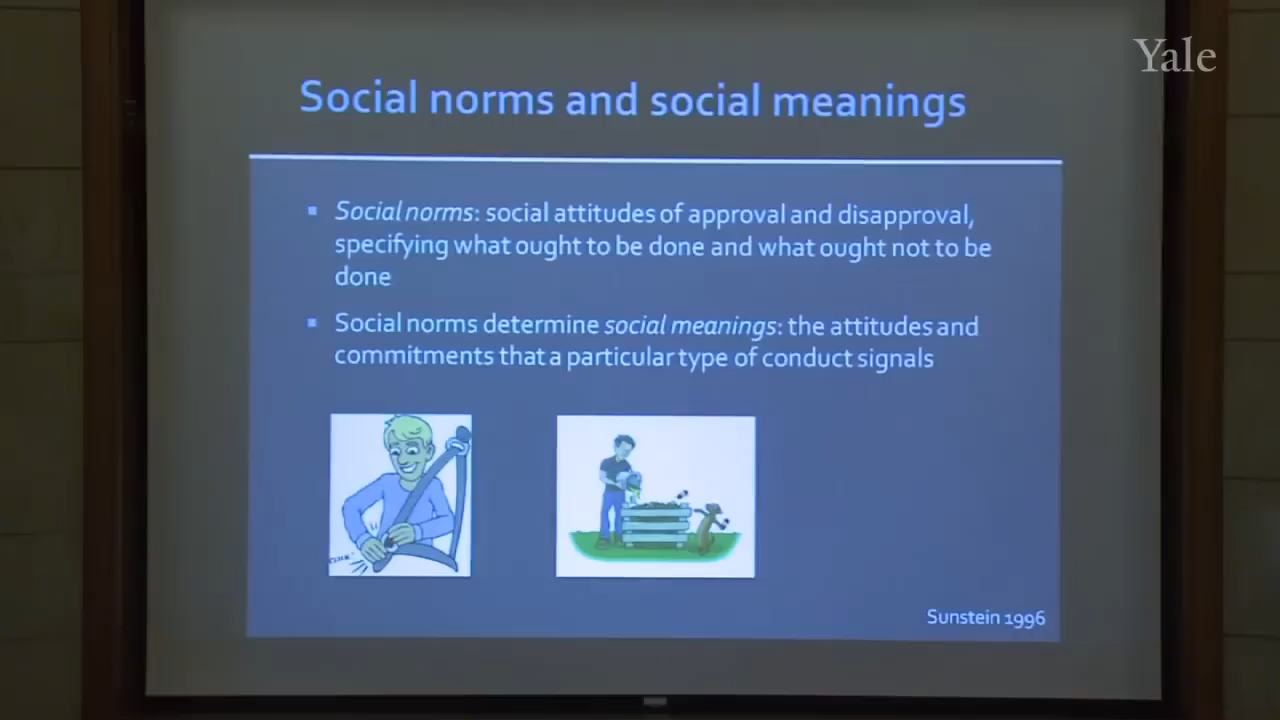 Yale
Social norms and social meanings
▪ Social norms: social attitudes of approval and disapproval,
specifying what ought to be done and what ought not to be
done
▪ Social norms determine social meanings: the attitudes and
commitments that a particular type of conduct signals
Sunstein 1996